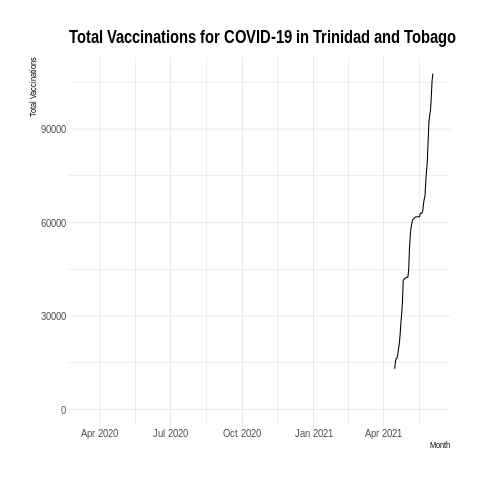 Total Vaccinations for COVID-19 in Trinidad and Tobago
Total Vaccinations
90000
60000
30000
0
Apr 2020 Jul 2020 Oct 2020 Jan 2021 Apr 2021
Month